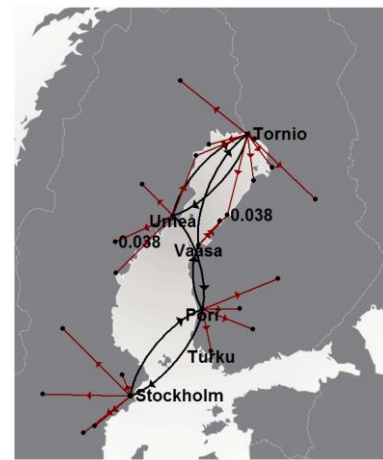 Tornio
Umeå
0.038
0.038
Vaasa
Pori
Turku
Stockholm